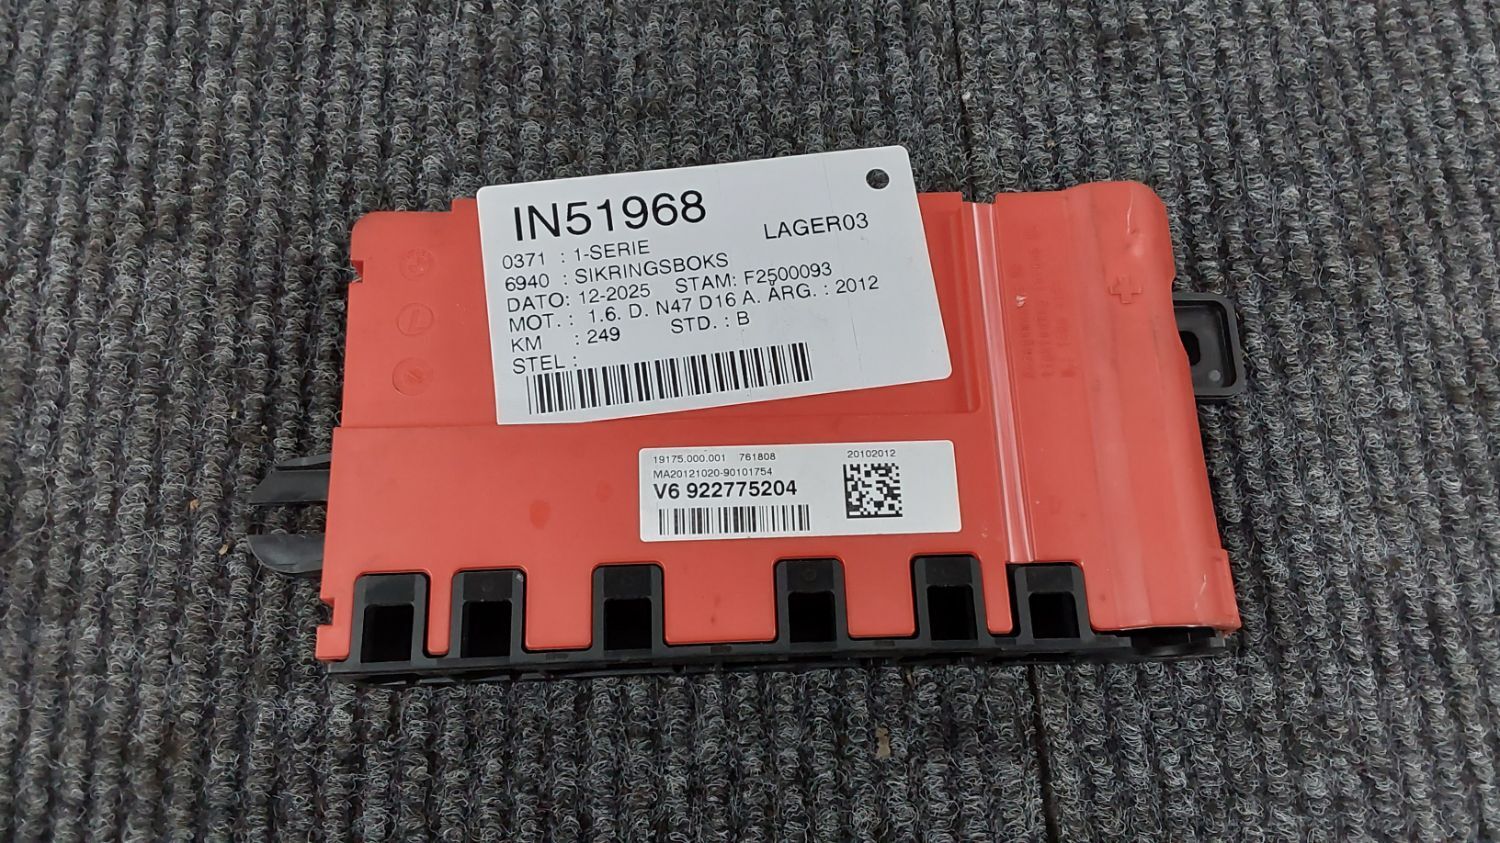 IN51968
LAGER03
0371 : 1-SERIE
6940 : SIKRINGSBOKS
DATO: 12-2025 STAM: F2500093
MOT. : 1.6. D. N47 D16 A. ÅRG. : 2012
KM : 249 STD. : B
STEL :
19175.000.001 761808 20102012
MA20121020-90101754
V6 922775204
+